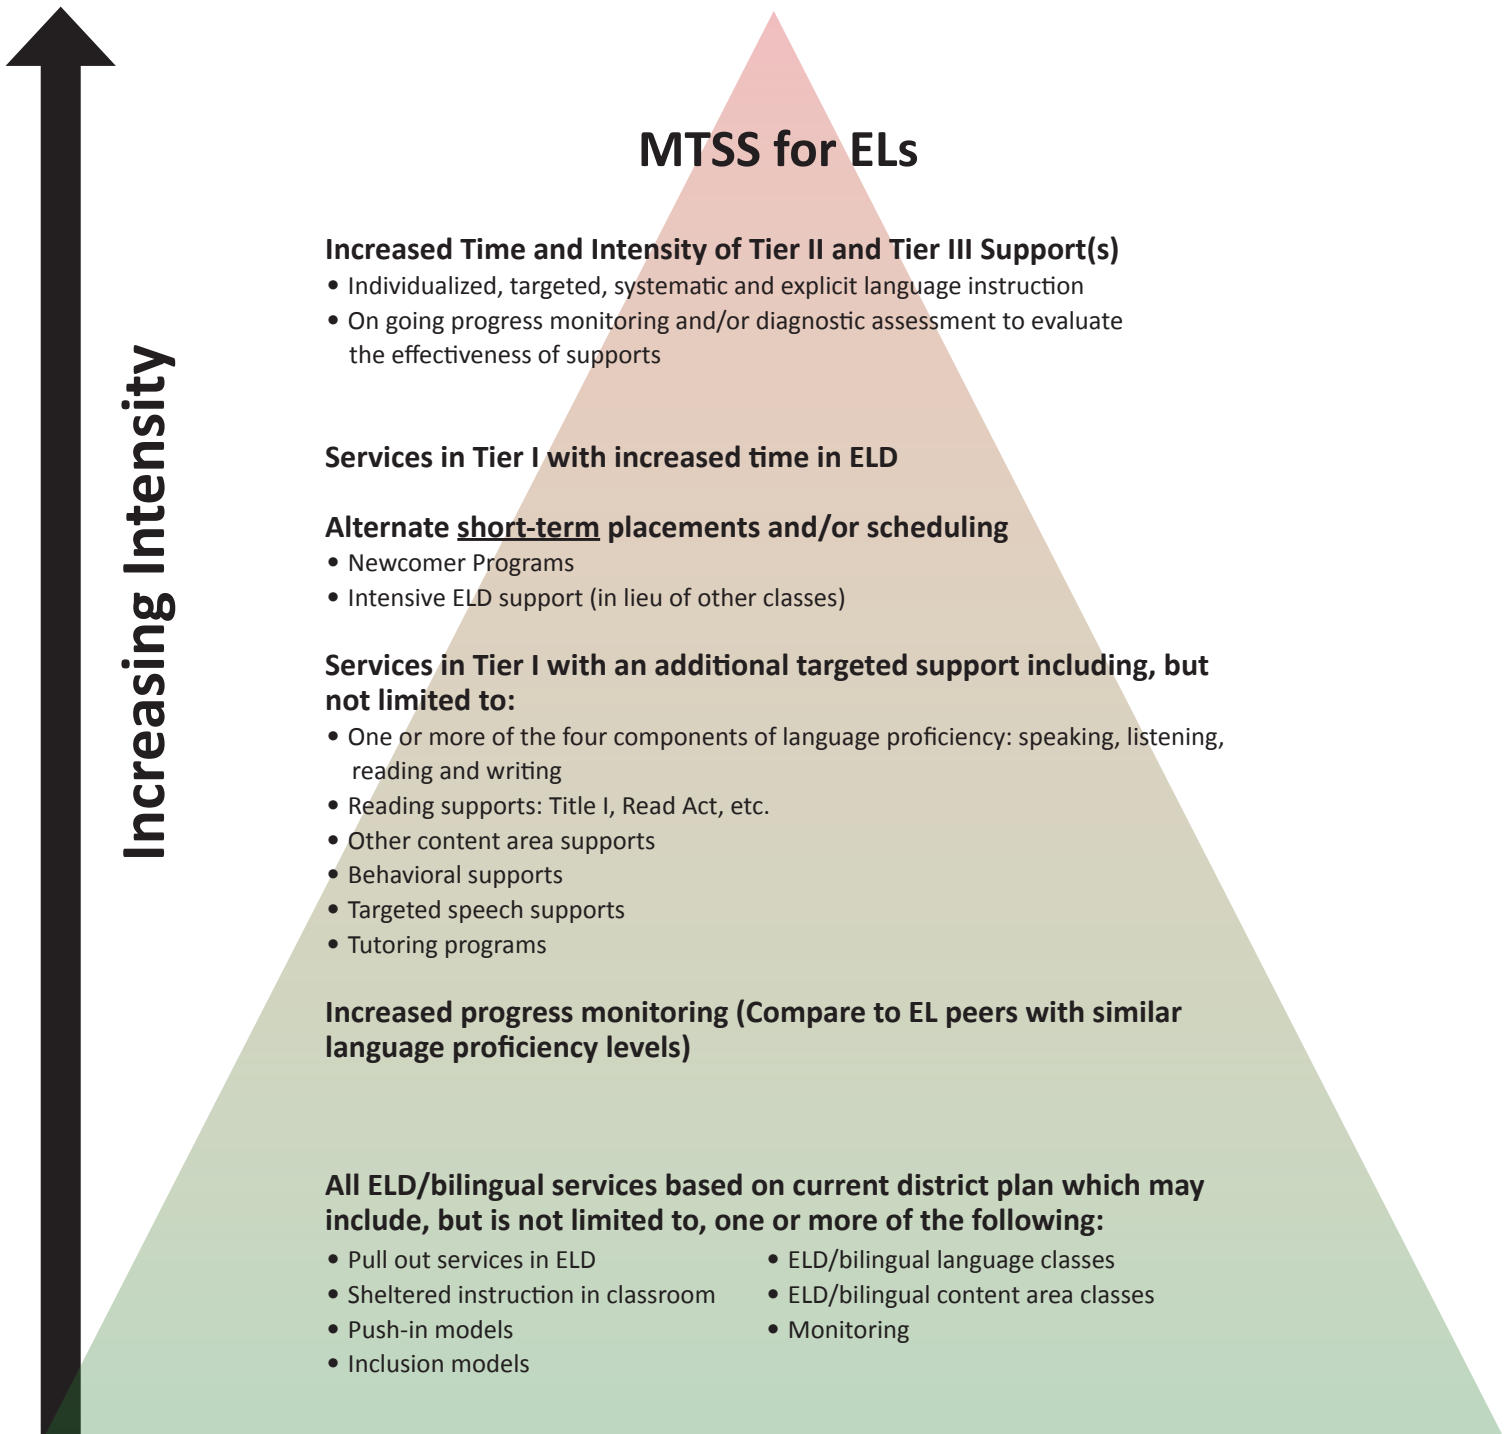 MTSS for ELs
Increasing Intensity
Increased Time and Intensity of Tier II and Tier III Support(s)
• Individualized, targeted, systematic and explicit language instruction
• On going progress monitoring and/or diagnostic assessment to evaluate
the effectiveness of supports
Services in Tier I with increased time in ELD
Alternate short-term placements and/or scheduling
• Newcomer Programs
• Intensive ELD support (in lieu of other classes)
Services in Tier I with an additional targeted support including, but
not limited to:
• One or more of the four components of language proficiency: speaking, listening,
reading and writing
• Reading supports: Title I, Read Act, etc.
• Other content area supports
• Behavioral supports
• Targeted speech supports
• Tutoring programs
Increased progress monitoring (Compare to EL peers with similar
language proficiency levels)
All ELD/bilingual services based on current district plan which may
include, but is not limited to, one or more of the following:
• Pull out services in ELD
• Sheltered instruction in classroom
• Push-in models
• Inclusion models
• ELD/bilingual language classes
• ELD/bilingual content area classes
• Monitoring